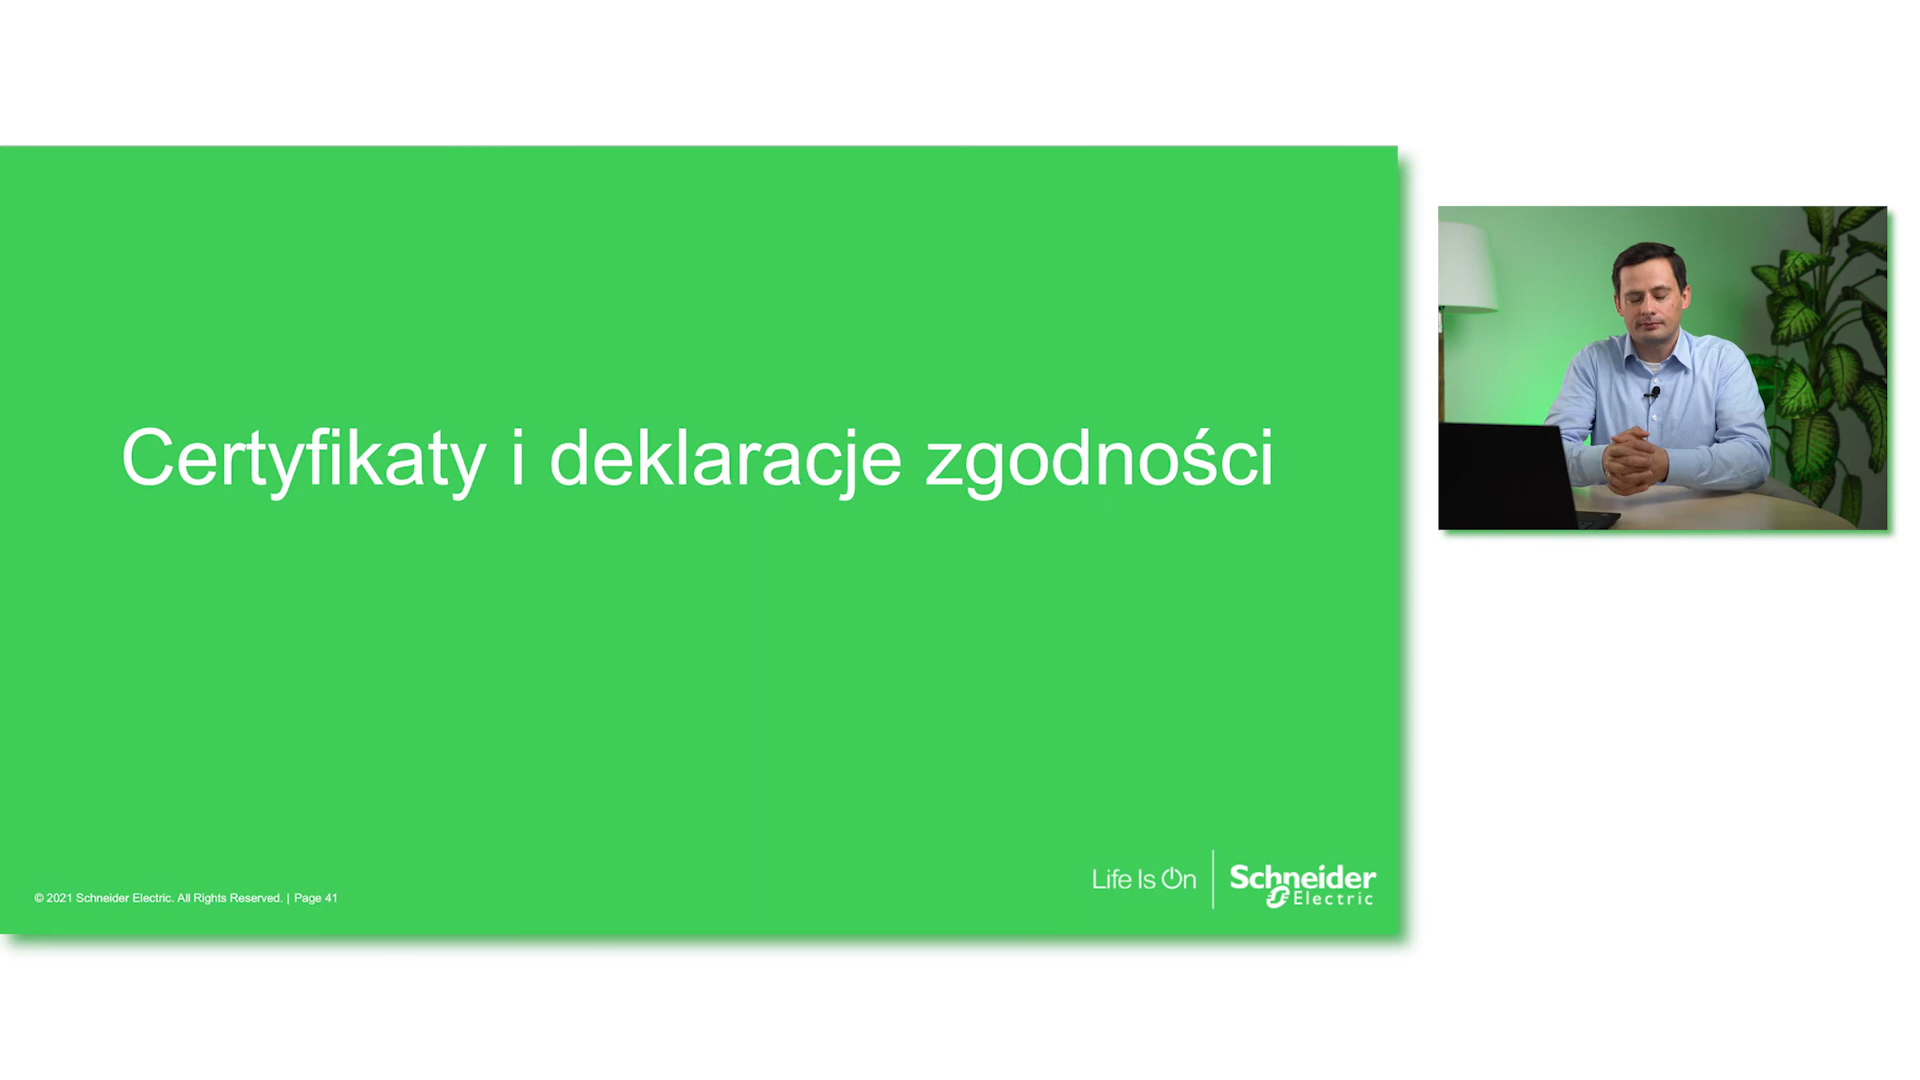 Certyfikaty i deklaracje zgodności
© 2021 Schneider Electric. All Rights Reserved. | Page 41
Life Is On
Schneider
Electric